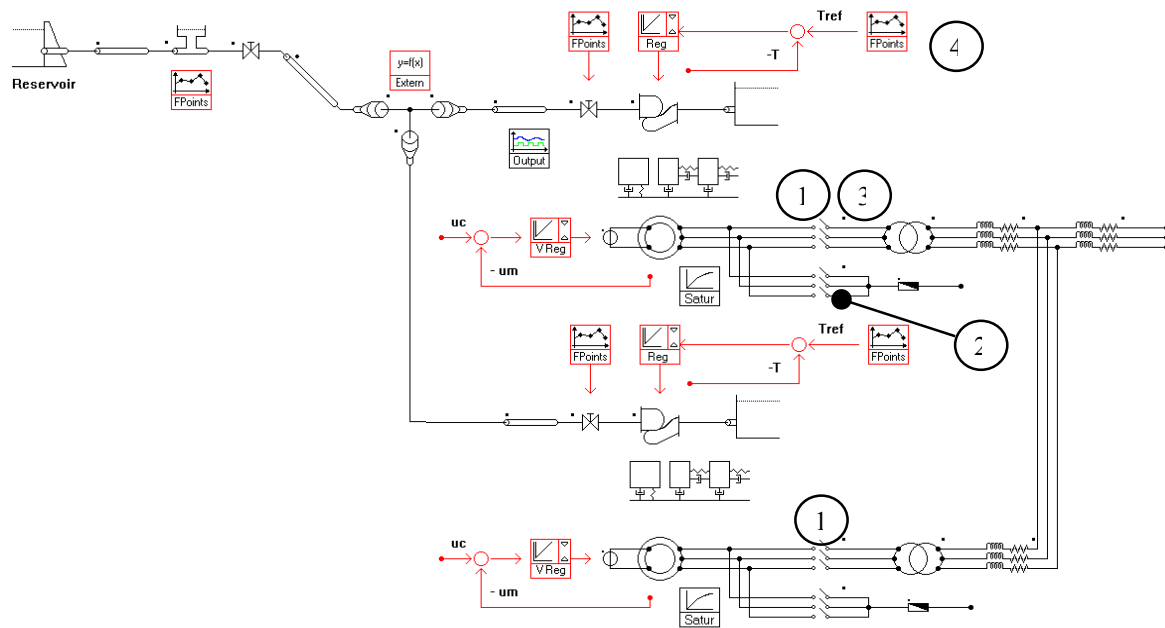 Reservoir
FPoints
y=f(x)
Extern
Output
FPoints
Reg
-T
Tref
FPoints
4
1
3
uc
- um
V Reg
Satur
2
FPoints
Reg
-T
Tref
FPoints
1
uc
- um
V Reg
Satur